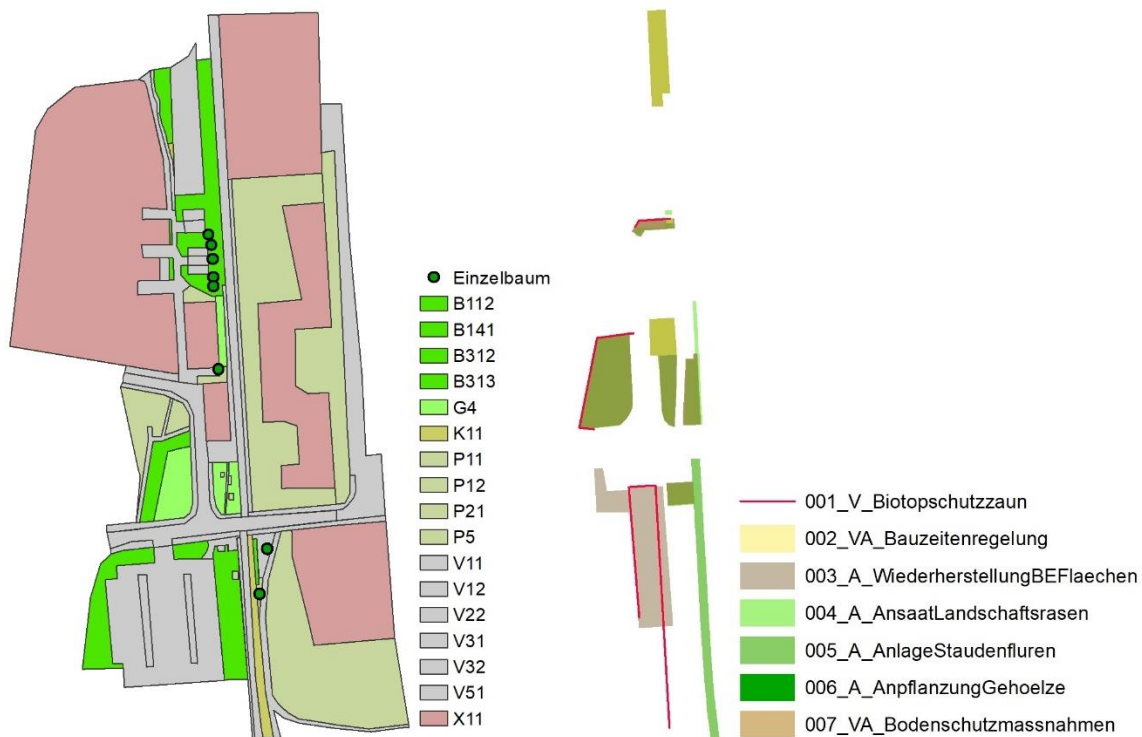 Einzelbaum
B112
B141
B312
B313
G4
K11
P11
P12
P21
P5
V11
V12
V22
V31
V32
V51
X11
001_V_Biotopschutzzaun
002_VA_Bauzeitenregelung
003_A_WiederherstellungBEFlaechen
004_A_AnsaatLandschaftsrasen
005_A_AnlageStaudenfluren
006_A_AnpflanzungGehoelze
007_VA_Bodenschutzmassnahmen